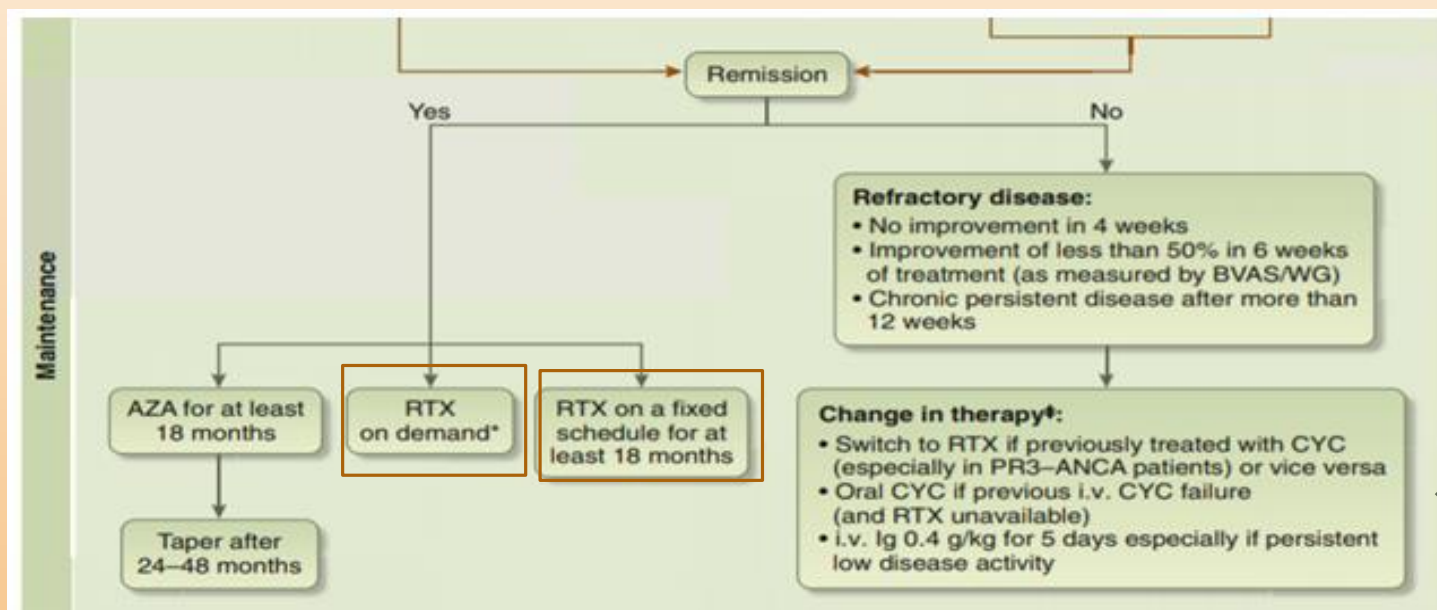 Remission
Yes
No
Refractory disease:
• No improvement in 4 weeks
• Improvement of less than 50% in 6 weeks
of treatment (as measured by BVAS/WG)
• Chronic persistent disease after more than
12 weeks
Maintenance
AZA for at least
18 months
RTX
on demand*
RTX on a fixed
schedule for at
least 18 months
Change in therapy‡:
• Switch to RTX if previously treated with CYC
(especially in PR3–ANCA patients) or vice versa
• Oral CYC if previous i.v. CYC failure
(and RTX unavailable)
• i.v. Ig 0.4 g/kg for 5 days especially if persistent
low disease activity
Taper after
24–48 months